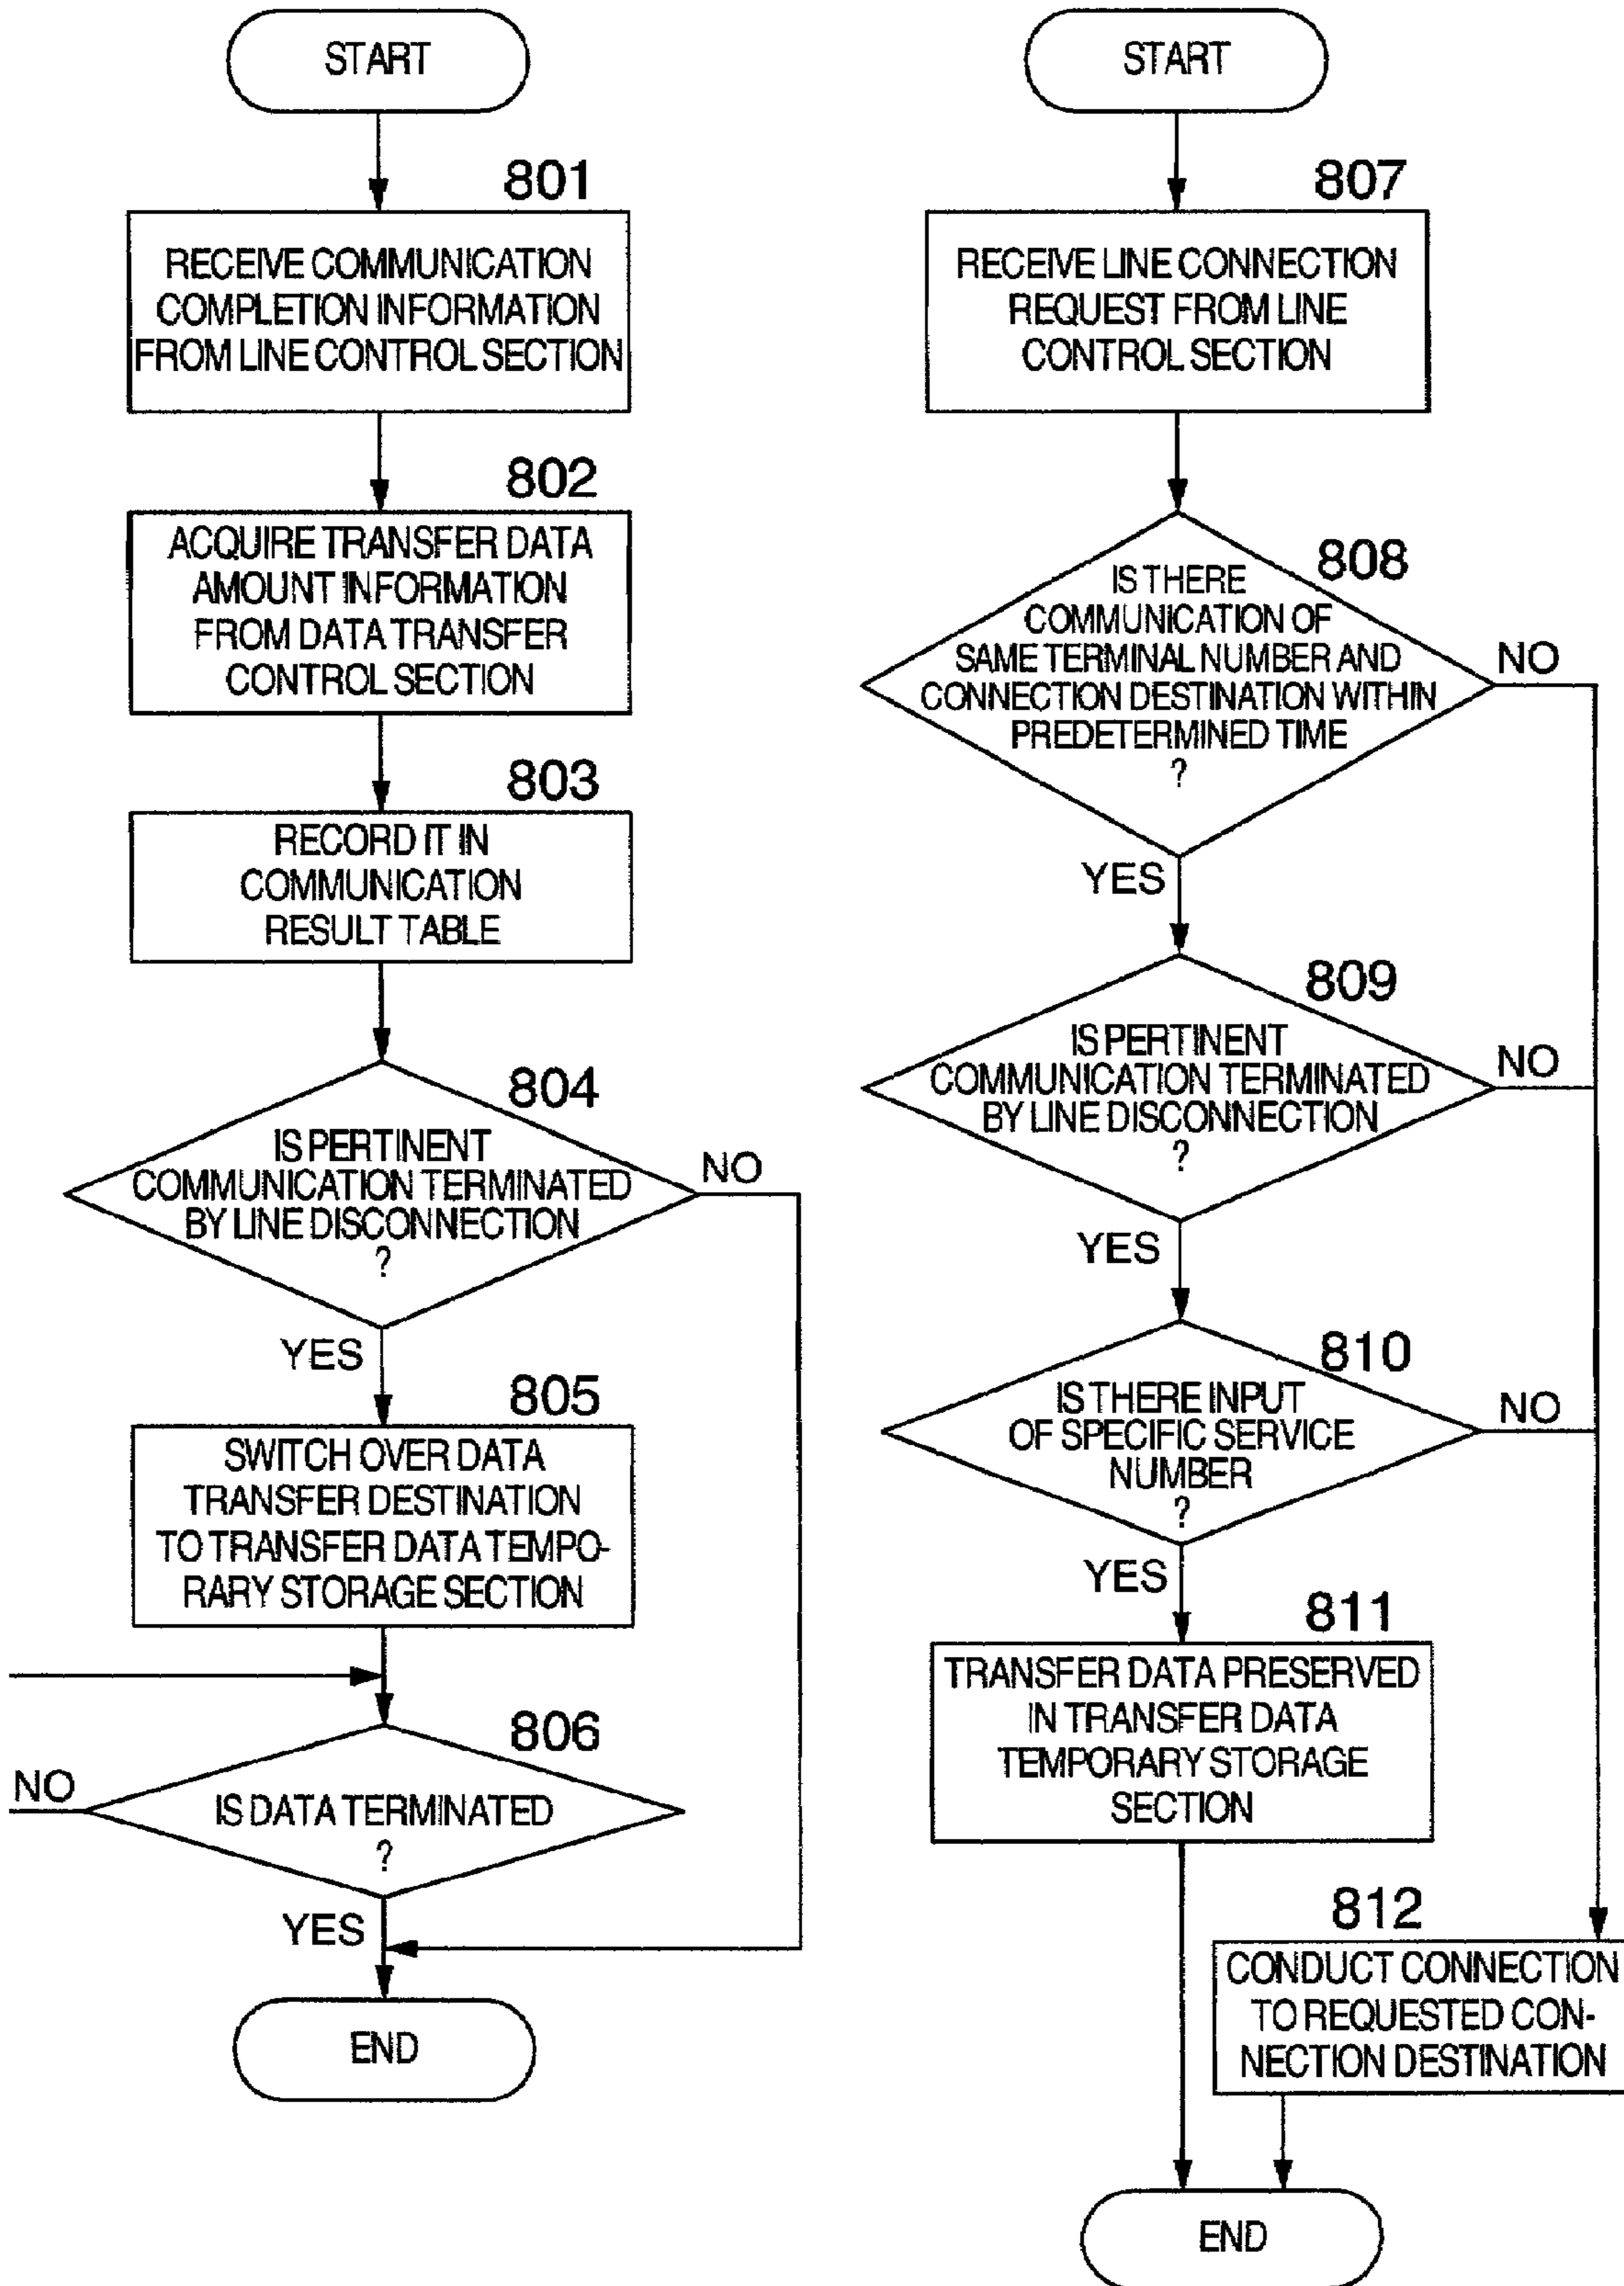 START
801
RECEIVE COMMUNICATION
COMPLETION INFORMATION
FROM LINE CONTROL SECTION
802
ACQUIRE TRANSFER DATA
AMOUNT INFORMATION
FROM DATA TRANSFER
CONTROL SECTION
803
RECORD IT IN
COMMUNICATION
RESULT TABLE
804
IS PERTINENT
COMMUNICATION TERMINATED
BY LINE DISCONNECTION
?
NO
YES
805
SWITCH OVER DATA
TRANSFER DESTINATION
TO TRANSFER DATA TEMPO-
RARY STORAGE SECTION
806
NO
IS DATA TERMINATED
?
YES
END
START
807
RECEIVE LINE CONNECTION
REQUEST FROM LINE
CONTROL SECTION
808
IS THERE
COMMUNICATION OF
SAME TERMINAL NUMBER AND
CONNECTION DESTINATION WITHIN
PREDETERMINED TIME
?
NO
YES
809
IS PERTINENT
COMMUNICATION TERMINATED
BY LINE DISCONNECTION
?
NO
YES
810
IS THERE INPUT
OF SPECIFIC SERVICE
NUMBER
?
NO
YES
811
TRANSFER DATA PRESERVED
IN TRANSFER DATA
TEMPORARY STORAGE
SECTION
812
CONDUCT CONNECTION
TO REQUESTED CON-
NECTION DESTINATION
END